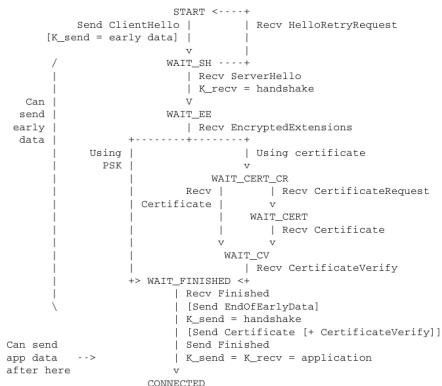 START <----+
Send ClientHello | | Recv HelloRetryRequest
[K_send = early data] | |
v |
/ WAIT_SH ----+
| | Recv ServerHello
| | K_recv = handshake
Can | V
send | WAIT_EE
early | | Recv EncryptedExtensions
data | +--------+--------+
| Using | | Using certificate
| PSK | v
| | WAIT_CERT_CR
| | Recv | | Recv CertificateRequest
| | Certificate | v
| | | WAIT_CERT
| | | | Recv Certificate
| | v v
| | WAIT_CV
| | | Recv CertificateVerify
| +> WAIT_FINISHED <+
| | Recv Finished
\ | [Send EndOfEarlyData]
| K_send = handshake
| [Send Certificate [+ CertificateVerify]]
Can send | Send Finished
app data --> | K_send = K_recv = application
after here v
CONNECTED